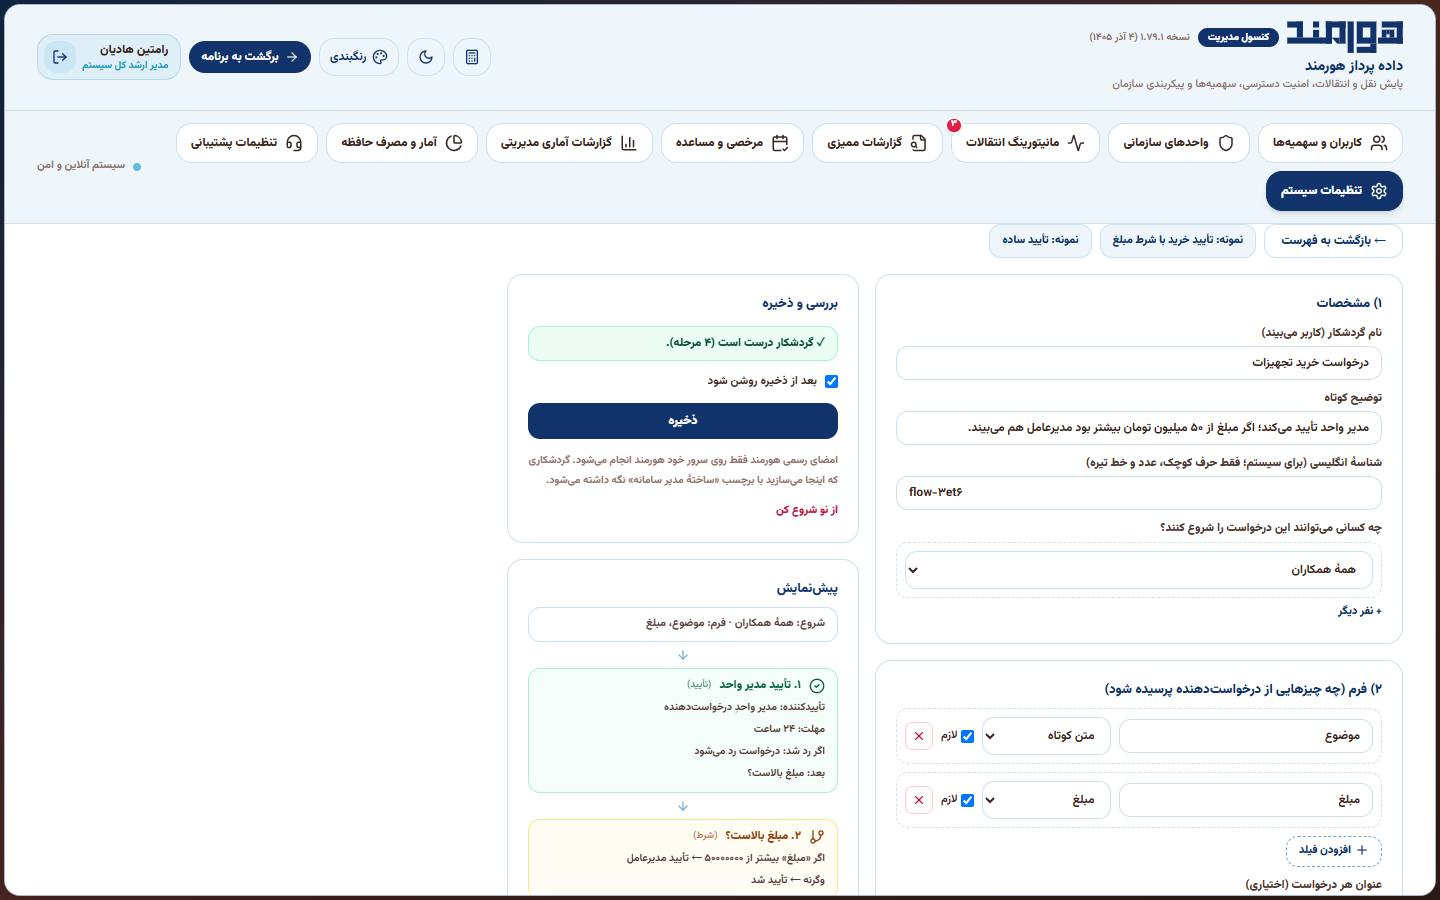 هورمند
کنسول مدیریت
نسخه ۱.۷۹.۱ (۴ آذر ۱۴۰۵)
داده پرداز هورمند
پایش نقل و انتقالات، امنیت دسترسی، سهمیه‌ها و پیکربندی سازمان
رنگبندی
برگشت به برنامه
رامتین هادیان
مدیر ارشد کل سیستم
کاربران و سهمیه‌ها
واحدهای سازمانی
مانیتورینگ انتقالات
۳
گزارشات ممیزی
مرخصی و مساعده
گزارشات آماری مدیریتی
آمار و مصرف حافظه
تنظیمات پشتیبانی
سیستم آنلاین و امن
تنظیمات سیستم
← بازگشت به فهرست
نمونه: تأیید خرید با شرط مبلغ
نمونه: تأیید ساده
۱) مشخصات
نام گردشکار (کاربر می‌بیند)
درخواست خرید تجهیزات
توضیح کوتاه
مدیر واحد تأیید می‌کند؛ اگر مبلغ از ۵۰ میلیون تومان بیشتر بود مدیرعامل هم می‌بیند.
شناسهٔ انگلیسی (برای سیستم؛ فقط حرف کوچک، عدد و خط تیره)
flow-۳et۶
چه کسانی می‌توانند این درخواست را شروع کنند؟
همهٔ همکاران
+ نفر دیگر
۲) فرم (چه چیزهایی از درخواست‌دهنده پرسیده شود)
موضوع
متن کوتاه
لازم
مبلغ
مبلغ
لازم
+ افزودن فیلد
عنوان هر درخواست (اختیاری)
بررسی و ذخیره
✓ گردشکار درست است (۴ مرحله).
بعد از ذخیره روشن شود
ذخیره
امضای رسمی هورمند فقط روی سرور خود هورمند انجام می‌شود. گردشکاری
که اینجا می‌سازید با برچسب «ساختهٔ مدیر سامانه» نگه داشته می‌شود.
از نو شروع کن
پیش‌نمایش
شروع: همهٔ همکاران · فرم: موضوع، مبلغ
۱. تأیید مدیر واحد (تأیید)
تأییدکننده: مدیر واحدِ درخواست‌دهنده
مهلت: ۲۴ ساعت
اگر رد شد: درخواست رد می‌شود
بعد: مبلغ بالاست؟
۲. مبلغ بالاست؟ (شرط)
اگر «مبلغ» بیشتر از ۵۰۰۰۰۰۰۰ ← تأیید مدیرعامل
وگرنه ← تأیید شد